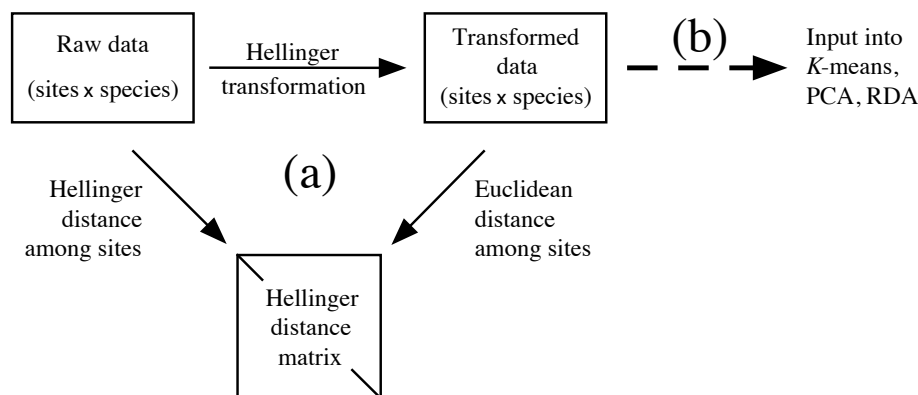 Raw data
(sites x species)
Hellinger
transformation
Transformed
data
(sites x species)
(b)
Input into
K-means,
PCA, RDA
(a)
Hellinger
distance
among sites
Euclidean
distance
among sites
Hellinger
distance
matrix